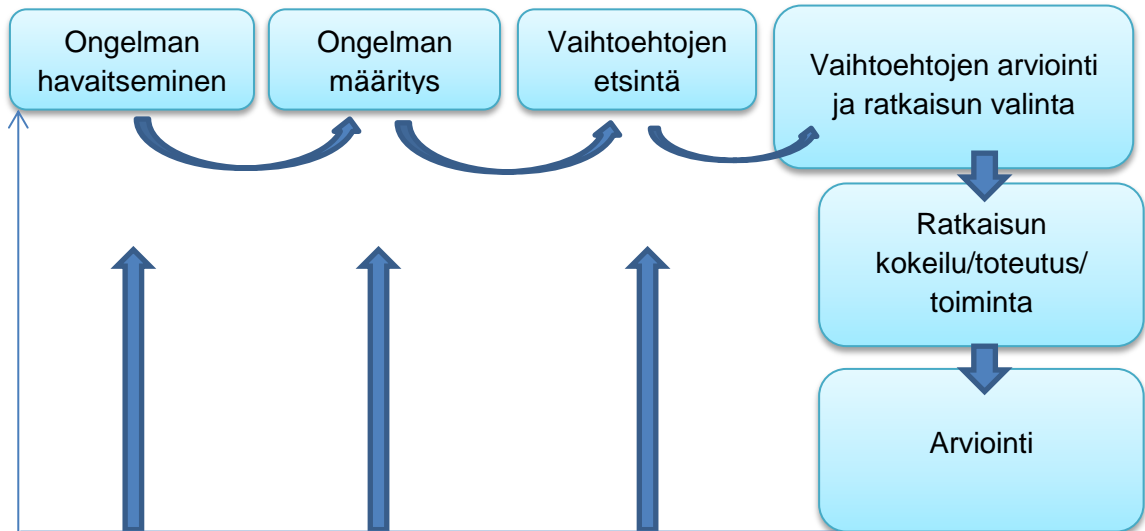 Ongelman
havaitseminen
Ongelman
määritys
Vaihtoehtojen
etsintä
Vaihtoehtojen arviointi
ja ratkaisun valinta
Ratkaisun
kokeilu/toteutus/
toiminta
Arviointi